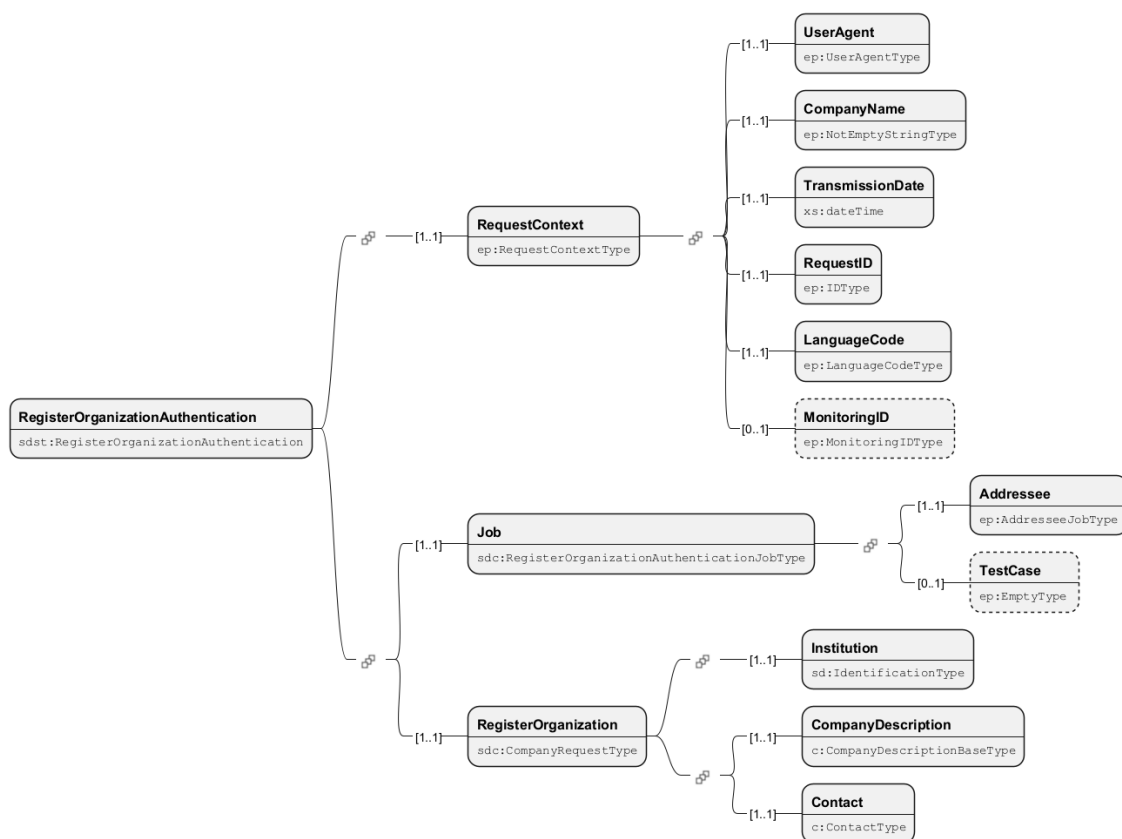 [1..1]
UserAgent
ep:UserAgentType
[1..1]
CompanyName
ep:NotEmptyStringType
[1..1]
TransmissionDate
xs:dateTime
[1..1]
RequestContext
ep:RequestContextType
[1..1]
RequestID
ep:IDType
[1..1]
LanguageCode
ep:LanguageCodeType
[0..1]
MonitoringID
ep:MonitoringIDType
RegisterOrganizationAuthentication
sdst:RegisterOrganizationAuthentication
[1..1]
Job
sdc:RegisterOrganizationAuthenticationJobType
[1..1]
Addressee
ep:AddresseeJobType
[0..1]
TestCase
ep:EmptyType
[1..1]
RegisterOrganization
sdc:CompanyRequestType
[1..1]
Institution
sd:IdentificationType
[1..1]
CompanyDescription
c:CompanyDescriptionBaseType
[1..1]
Contact
c:ContactType